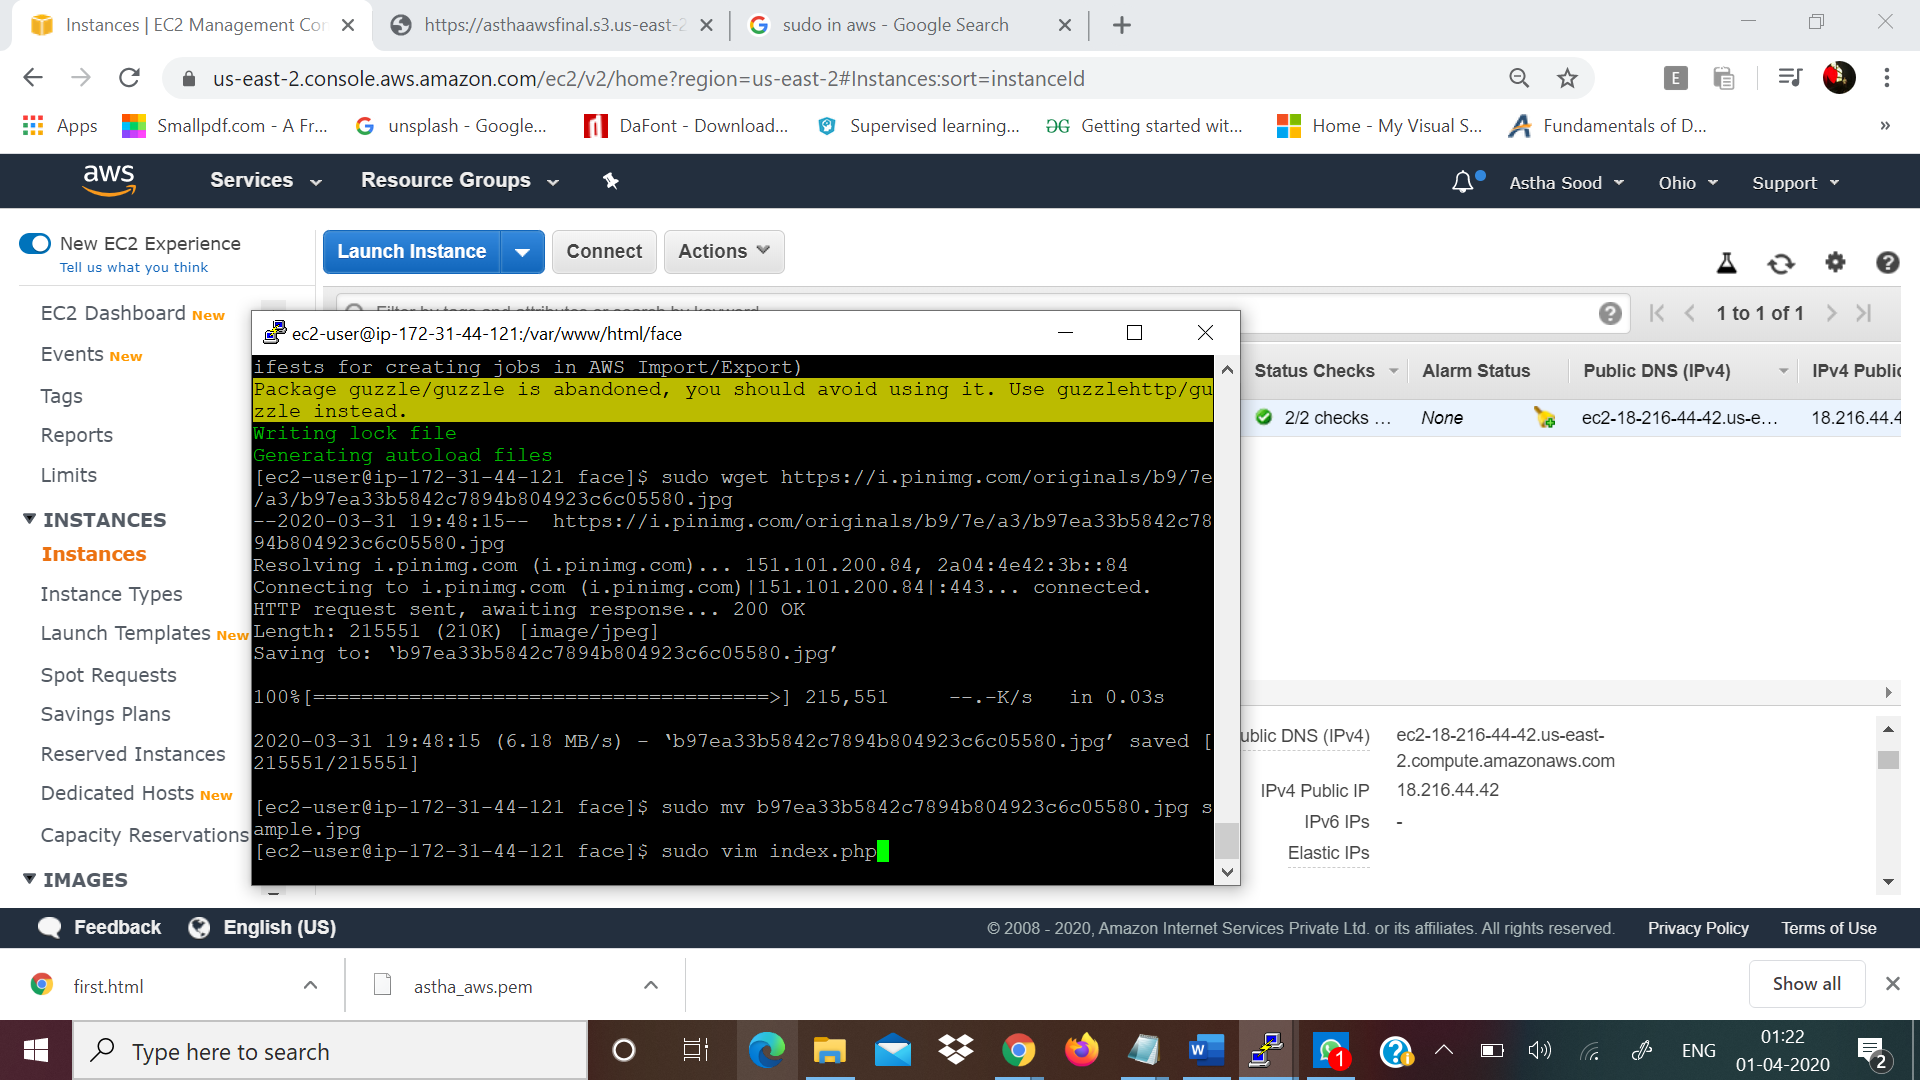 Instances | EC2 Management Con
https://asthaawsfinal.s3.us-east-2
sudo in aws - Google Search
us-east-2.console.aws.amazon.com/ec2/v2/home?region=us-east-2#Instances:sort=instanceId
E
Apps
Smallpdf.com - A Fr...
unsplash - Google...
DaFont - Download...
Supervised learning...
Getting started wit...
Home - My Visual S...
Fundamentals of D...
»
aws
Services
Resource Groups
Astha Sood
Ohio
Support
New EC2 Experience
Tell us what you think
Launch Instance
Connect
Actions
EC2 Dashboard New
Events New
Tags
Reports
Limits
INSTANCES
Instances
Instance Types
Launch Templates New
Spot Requests
Savings Plans
Reserved Instances
Dedicated Hosts New
Capacity Reservations
IMAGES
Filter by tags and attributes or search by keyword
1 to 1 of 1
Status Checks
Alarm Status
Public DNS (IPv4)
IPv4 Public
2/2 checks ...
None
ec2-18-216-44-42.us-e...
18.216.44.4
ec2-user@ip-172-31-44-121:/var/www/html/face
ifests for creating jobs in AWS Import/Export)
Package guzzle/guzzle is abandoned, you should avoid using it. Use guzzlehttp/gu
zzle instead.
Writing lock file
Generating autoload files
[ec2-user@ip-172-31-44-121 face]$ sudo wget https://i.pinimg.com/originals/b9/7e
/a3/b97ea33b5842c7894b804923c6c05580.jpg
--2020-03-31 19:48:15--  https://i.pinimg.com/originals/b9/7e/a3/b97ea33b5842c78
94b804923c6c05580.jpg
Resolving i.pinimg.com (i.pinimg.com)... 151.101.200.84, 2a04:4e42:3b::84
Connecting to i.pinimg.com (i.pinimg.com)|151.101.200.84|:443... connected.
HTTP request sent, awaiting response... 200 OK
Length: 215551 (210K) [image/jpeg]
Saving to: ‘b97ea33b5842c7894b804923c6c05580.jpg’
100%[======================================>] 215,551     --.-K/s   in 0.03s
2020-03-31 19:48:15 (6.18 MB/s) - ‘b97ea33b5842c7894b804923c6c05580.jpg’ saved [
215551/215551]
[ec2-user@ip-172-31-44-121 face]$ sudo mv b97ea33b5842c7894b804923c6c05580.jpg s
ample.jpg
[ec2-user@ip-172-31-44-121 face]$ sudo vim index.php
ublic DNS (IPv4)
ec2-18-216-44-42.us-east-
2.compute.amazonaws.com
IPv4 Public IP
18.216.44.42
IPv6 IPs
-
Elastic IPs
Feedback
English (US)
© 2008 - 2020, Amazon Internet Services Private Ltd. or its affiliates. All rights reserved.
Privacy Policy
Terms of Use
first.html
astha_aws.pem
Show all
Type here to search
1
ENG
01:22
01-04-2020
2